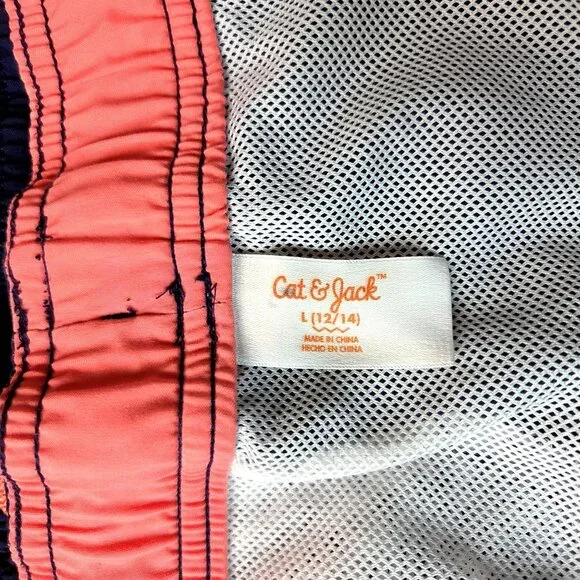 Cat & Jack™
L (12/14)
MADE IN CHINA
HECHO EN CHINA